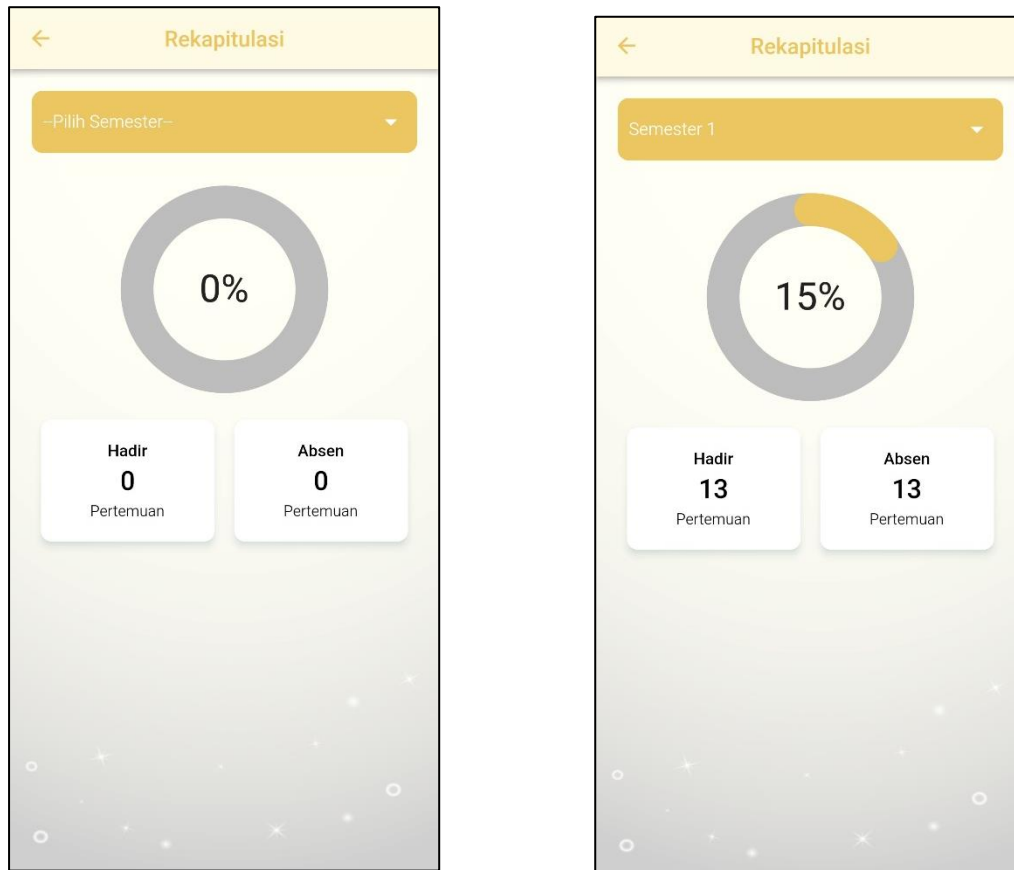 Rekapitulasi
--Pilih Semester--
0%
Hadir
0
Pertemuan
Absen
0
Pertemuan
Rekapitulasi
Semester 1
15%
Hadir
13
Pertemuan
Absen
13
Pertemuan